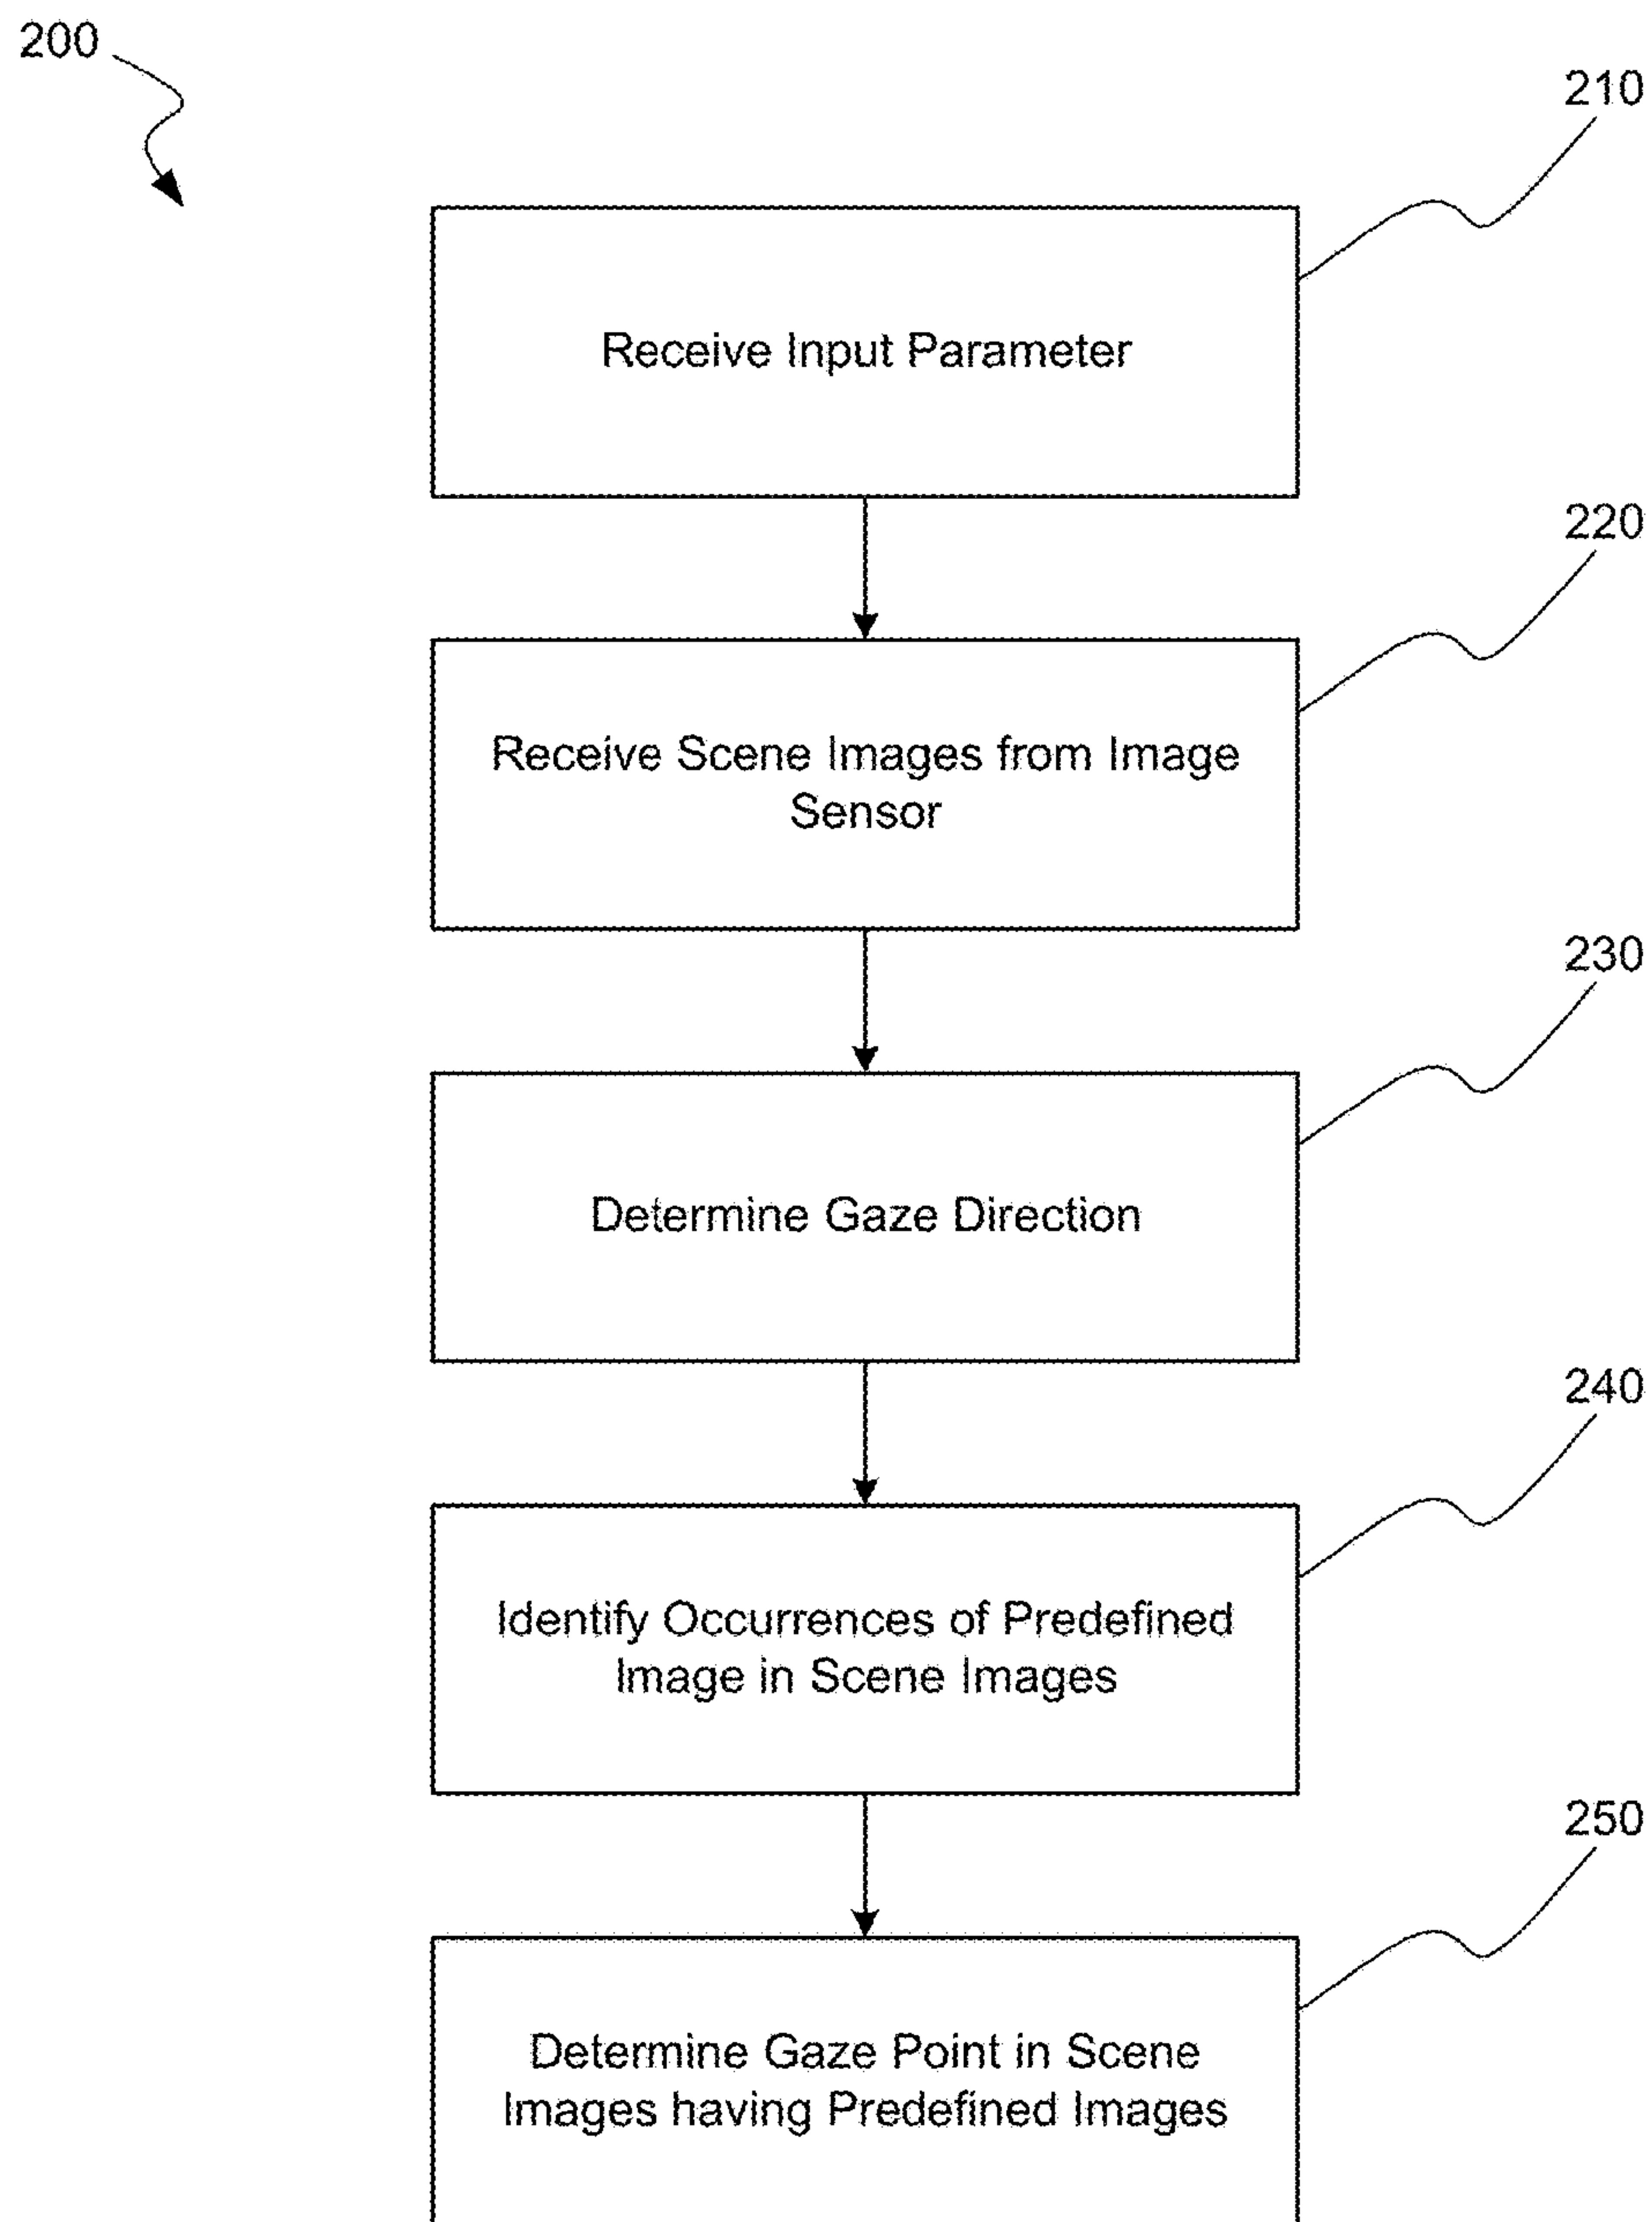 200
210
Receive Input Parameter
220
Receive Scene Images from Image
Sensor
230
Determine Gaze Direction
240
Identify Occurrences of Predefined
Image in Scene Images
250
Determine Gaze Point in Scene
Images having Predefined Images